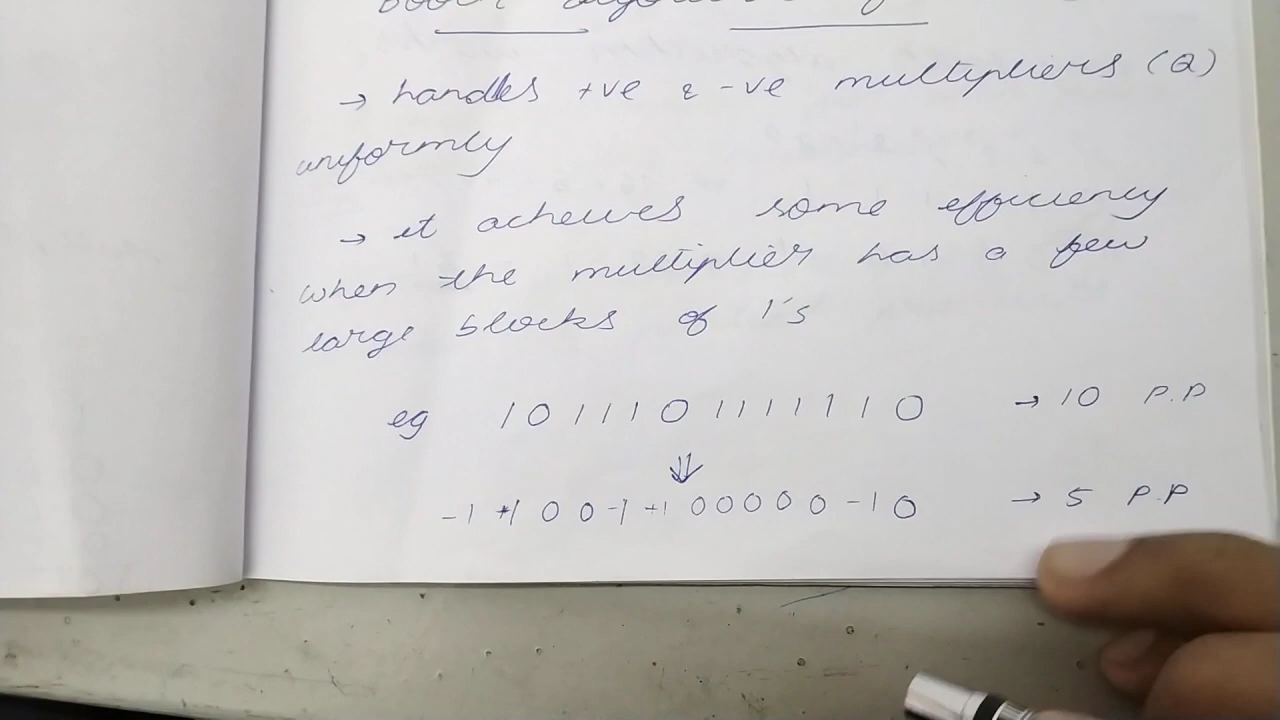 → handles +ve & -ve multipliers (Q)
uniformly
→ it acheives some efficiency
when the multiplier has a few
large blocks of 1's
eg 1 0 1 1 1 0 1 1 1 1 1 1 0 → 10 P.P
⇓
-1 +1 0 0 -1 +1 0 0 0 0 0 -1 0 → 5 P.P